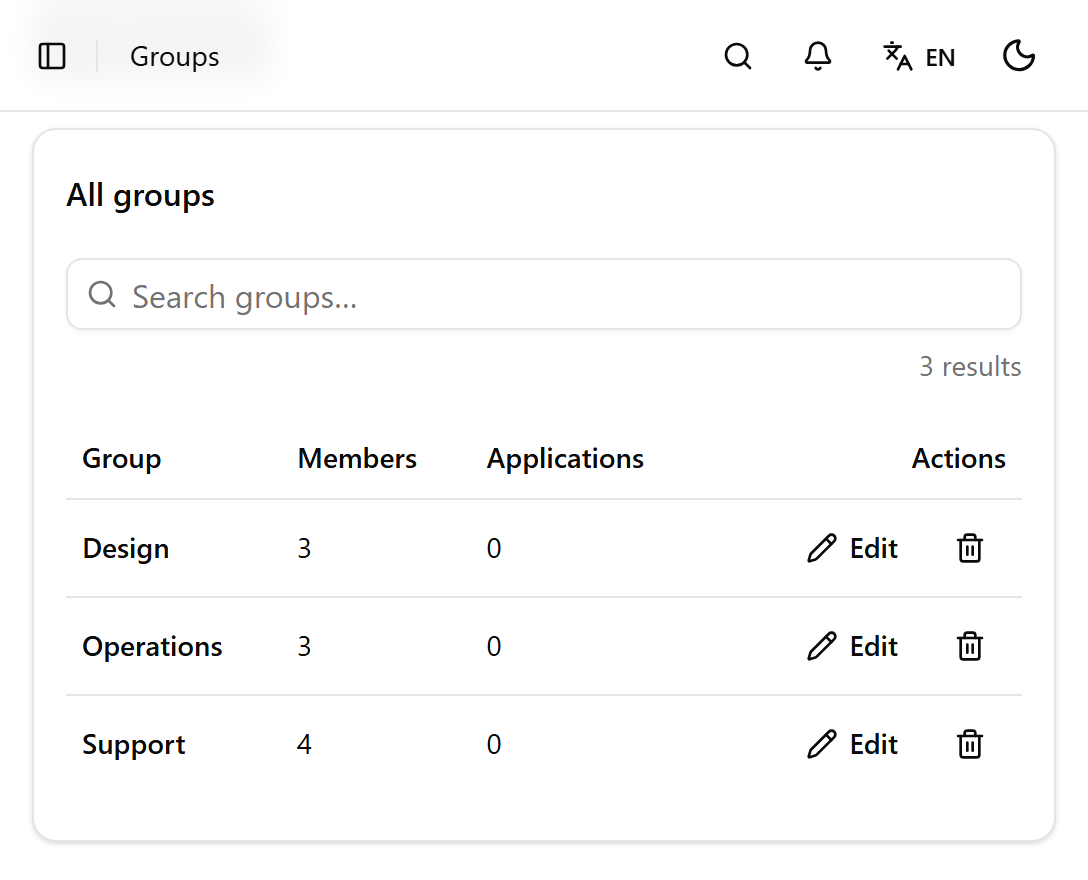 Groups EN
All groups
Search groups...
3 results
Group Members Applications Actions
Design 3 0 Edit
Operations 3 0 Edit
Support 4 0 Edit